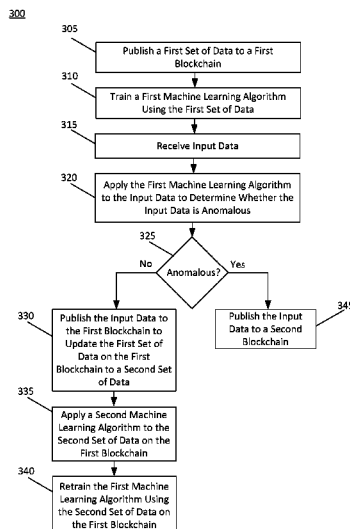 300
305
Publish a First Set of Data to a First
Blockchain
310
Train a First Machine Learning Algorithm
Using the First Set of Data
315
Receive Input Data
320
Apply the First Machine Learning Algorithm
to the Input Data to Determine Whether the
Input Data is Anomalous
325
Anomalous?
No
Yes
330
Publish the Input Data to
the First Blockchain to
Update the First Set of
Data on the First
Blockchain to a Second Set
of Data
345
Publish the Input
Data to a Second
Blockchain
335
Apply a Second Machine
Learning Algorithm to the
Second Set of Data on the
First Blockchain
340
Retrain the First Machine
Learning Algorithm Using
the Second Set of Data on
the First Blockchain